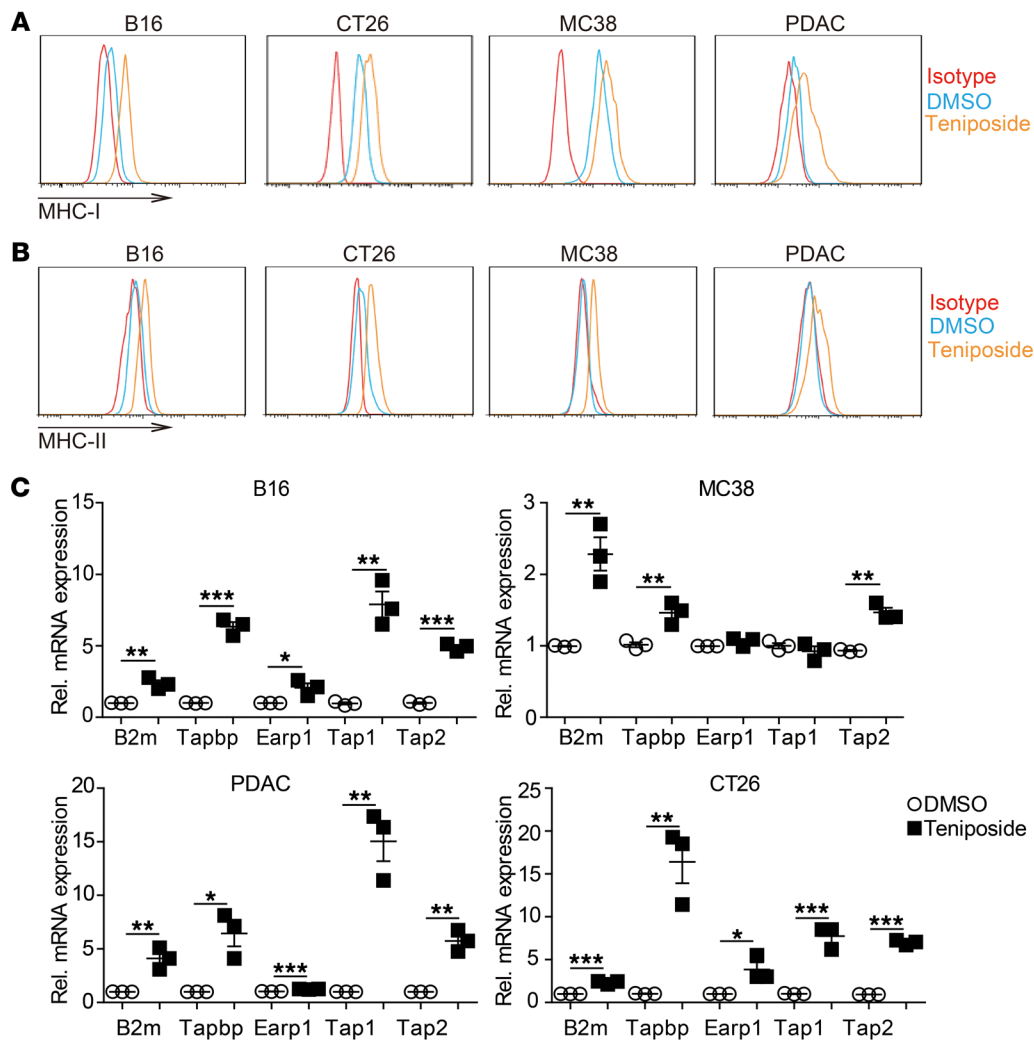 A
B16 CT26 MC38 PDAC
Isotype
DMSO
Teniposide
MHC-I
B
B16 CT26 MC38 PDAC
Isotype
DMSO
Teniposide
MHC-II
C
B16
Rel. mRNA expression
15
10
5
0
** *** * ** ***
B2m Tapbp Earp1 Tap1 Tap2
MC38
Rel. mRNA expression
3
2
1
0
** ** **
B2m Tapbp Earp1 Tap1 Tap2
PDAC
Rel. mRNA expression
20
15
10
5
0
** * *** ** **
B2m Tapbp Earp1 Tap1 Tap2
CT26
Rel. mRNA expression
25
20
15
10
5
0
*** ** * *** ***
B2m Tapbp Earp1 Tap1 Tap2
DMSO
Teniposide